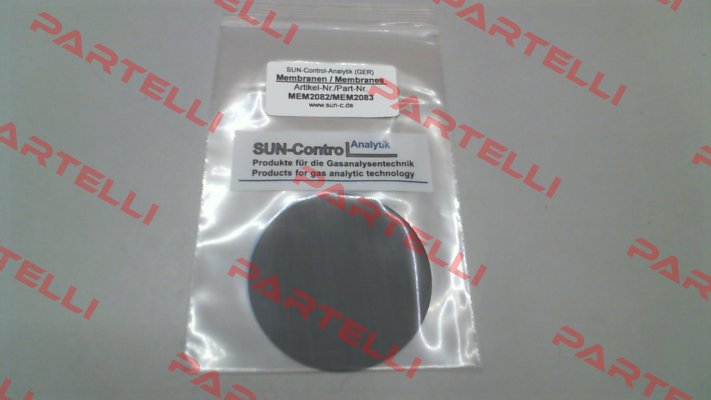 SUN-Control-Analytik (GER)
Membranen / Membranes
Artikel-Nr./Part-Nr.
MEM2082/MEM2083
www.sun-c.de
SUN-Control Analytik
Produkte für die Gasanalysentechnik
Products for gas analytic technology
PARTELLI
PARTELLI
PARTELLI
PARTELLI
PARTELLI
PARTELLI
PARTELLI
PARTELLI
PARTELLI
PARTELLI